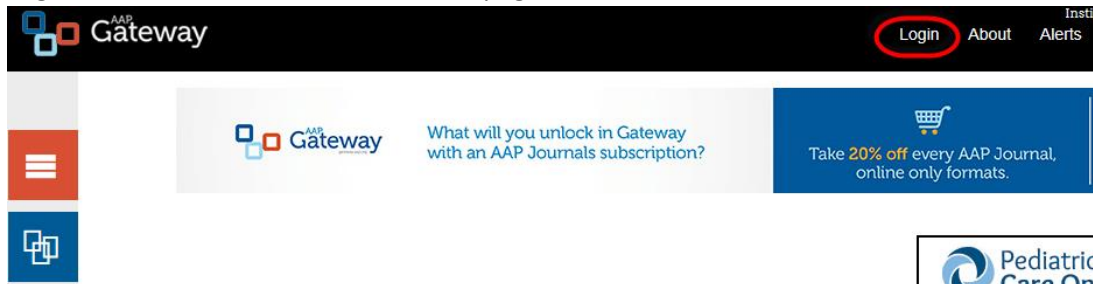 AAP
Gateway
Login About Alerts
AAP
Gateway
What will you unlock in Gateway
with an AAP Journals subscription?
Take 20% off every AAP Journal,
online only formats.